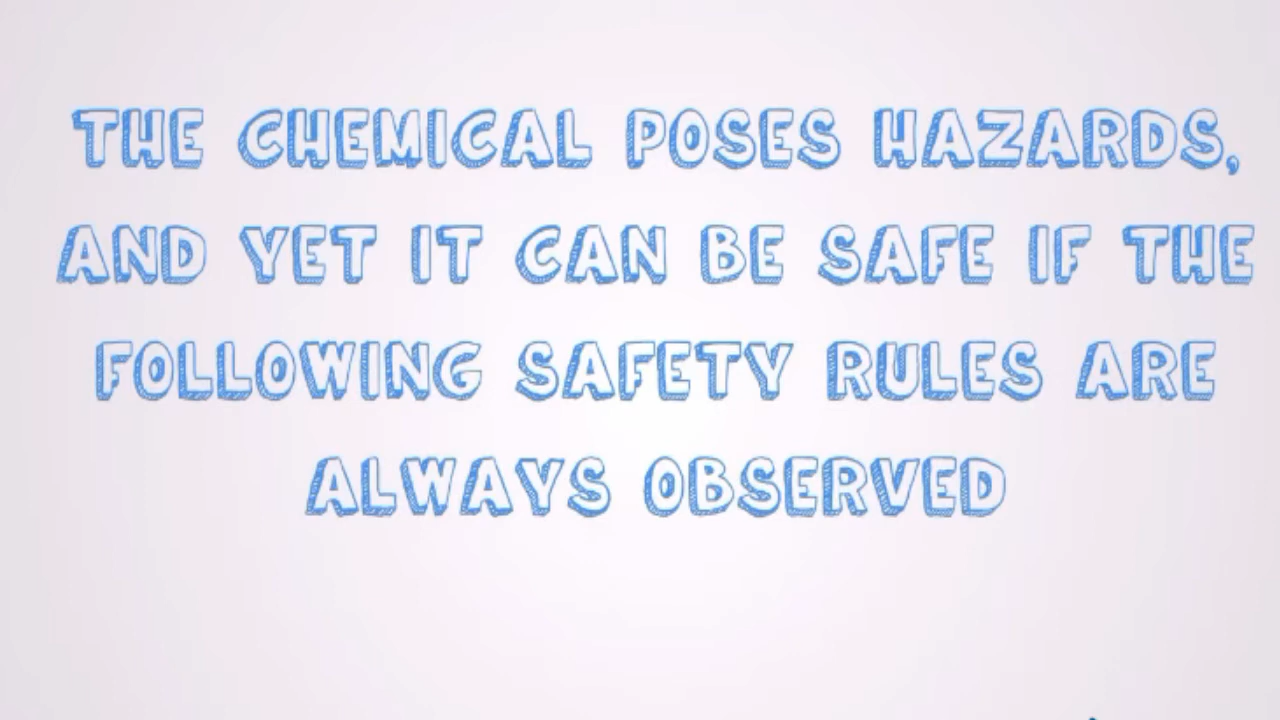 THE CHEMICAL POSES HAZARDS,
AND YET IT CAN BE SAFE IF THE
FOLLOWING SAFETY RULES ARE
ALWAYS OBSERVED